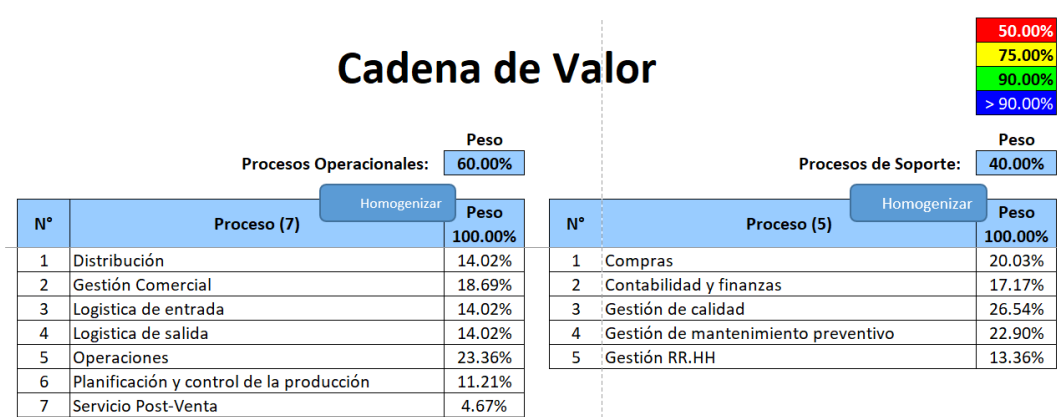 50.00%
75.00%
90.00%
> 90.00%
Cadena de Valor
Peso
Procesos Operacionales: 60.00%
Homogenizar
N° Proceso (7) Peso
100.00%
1 Distribución 14.02%
2 Gestión Comercial 18.69%
3 Logistica de entrada 14.02%
4 Logistica de salida 14.02%
5 Operaciones 23.36%
6 Planificación y control de la producción 11.21%
7 Servicio Post-Venta 4.67%
Peso
Procesos de Soporte: 40.00%
Homogenizar
N° Proceso (5) Peso
100.00%
1 Compras 20.03%
2 Contabilidad y finanzas 17.17%
3 Gestión de calidad 26.54%
4 Gestión de mantenimiento preventivo 22.90%
5 Gestión RR.HH 13.36%